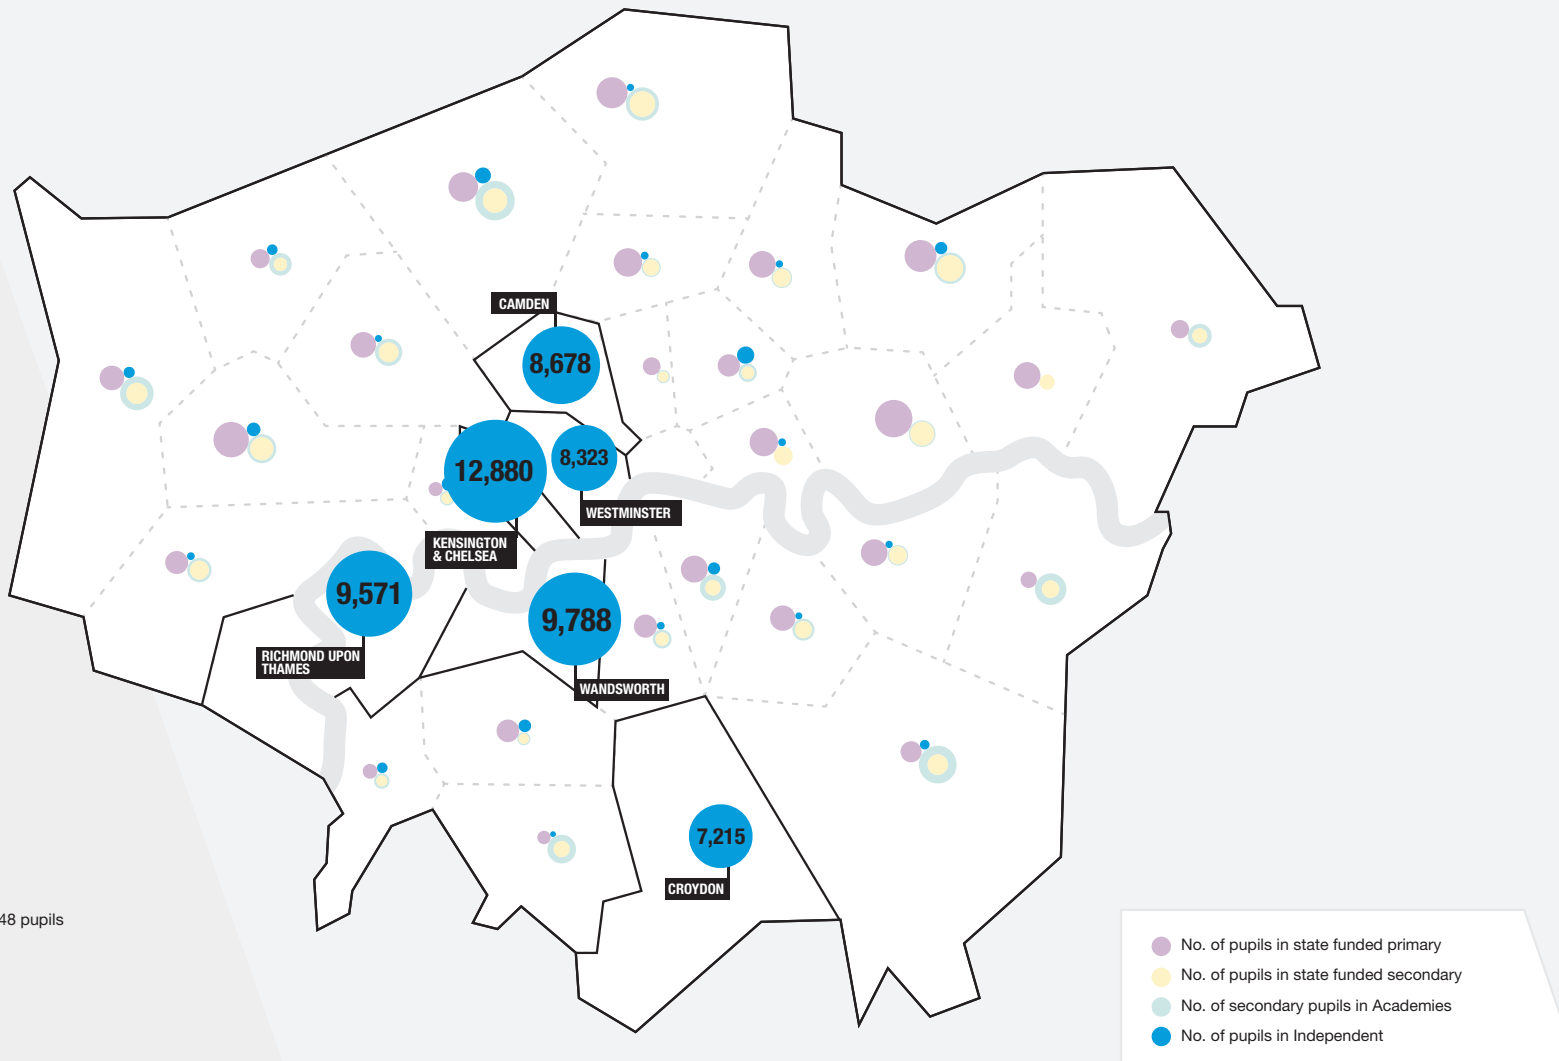 CAMDEN
8,678
12,880
8,323
WESTMINSTER
KENSINGTON
& CHELSEA
9,571
9,788
RICHMOND UPON
THAMES
WANDSWORTH
7,215
CROYDON
48 pupils
No. of pupils in state funded primary
No. of pupils in state funded secondary
No. of secondary pupils in Academies
No. of pupils in Independent